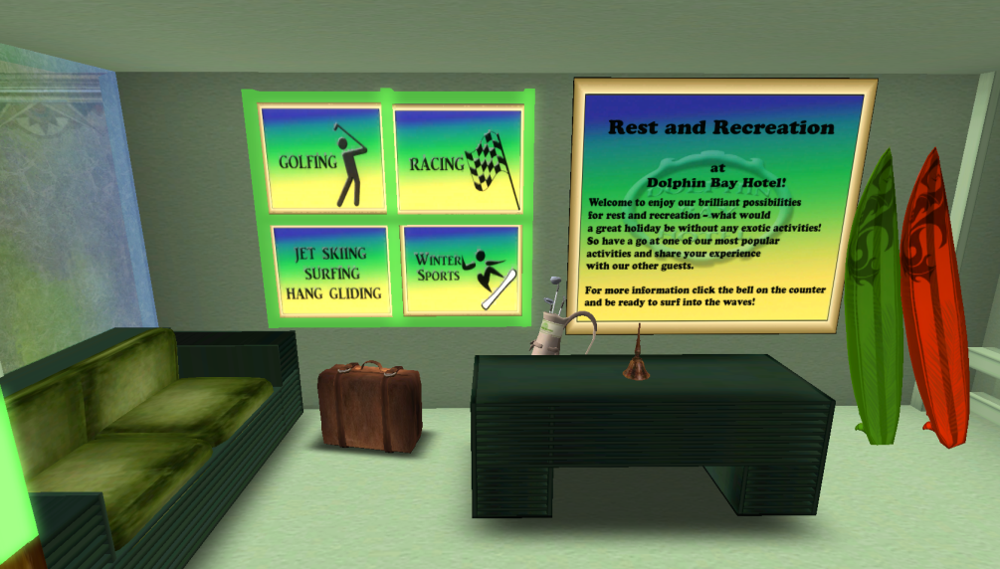 GOLFING
RACING
JET SKIING
SURFING
HANG GLIDING
WINTER
SPORTS
Rest and Recreation
at
Dolphin Bay Hotel!
Welcome to enjoy our brilliant possibilities
for rest and recreation - what would
a great holiday be without any exotic activities!
So have a go at one of our most popular
activities and share your experience
with our other guests.
For more information click the bell on the counter
and be ready to surf into the waves!